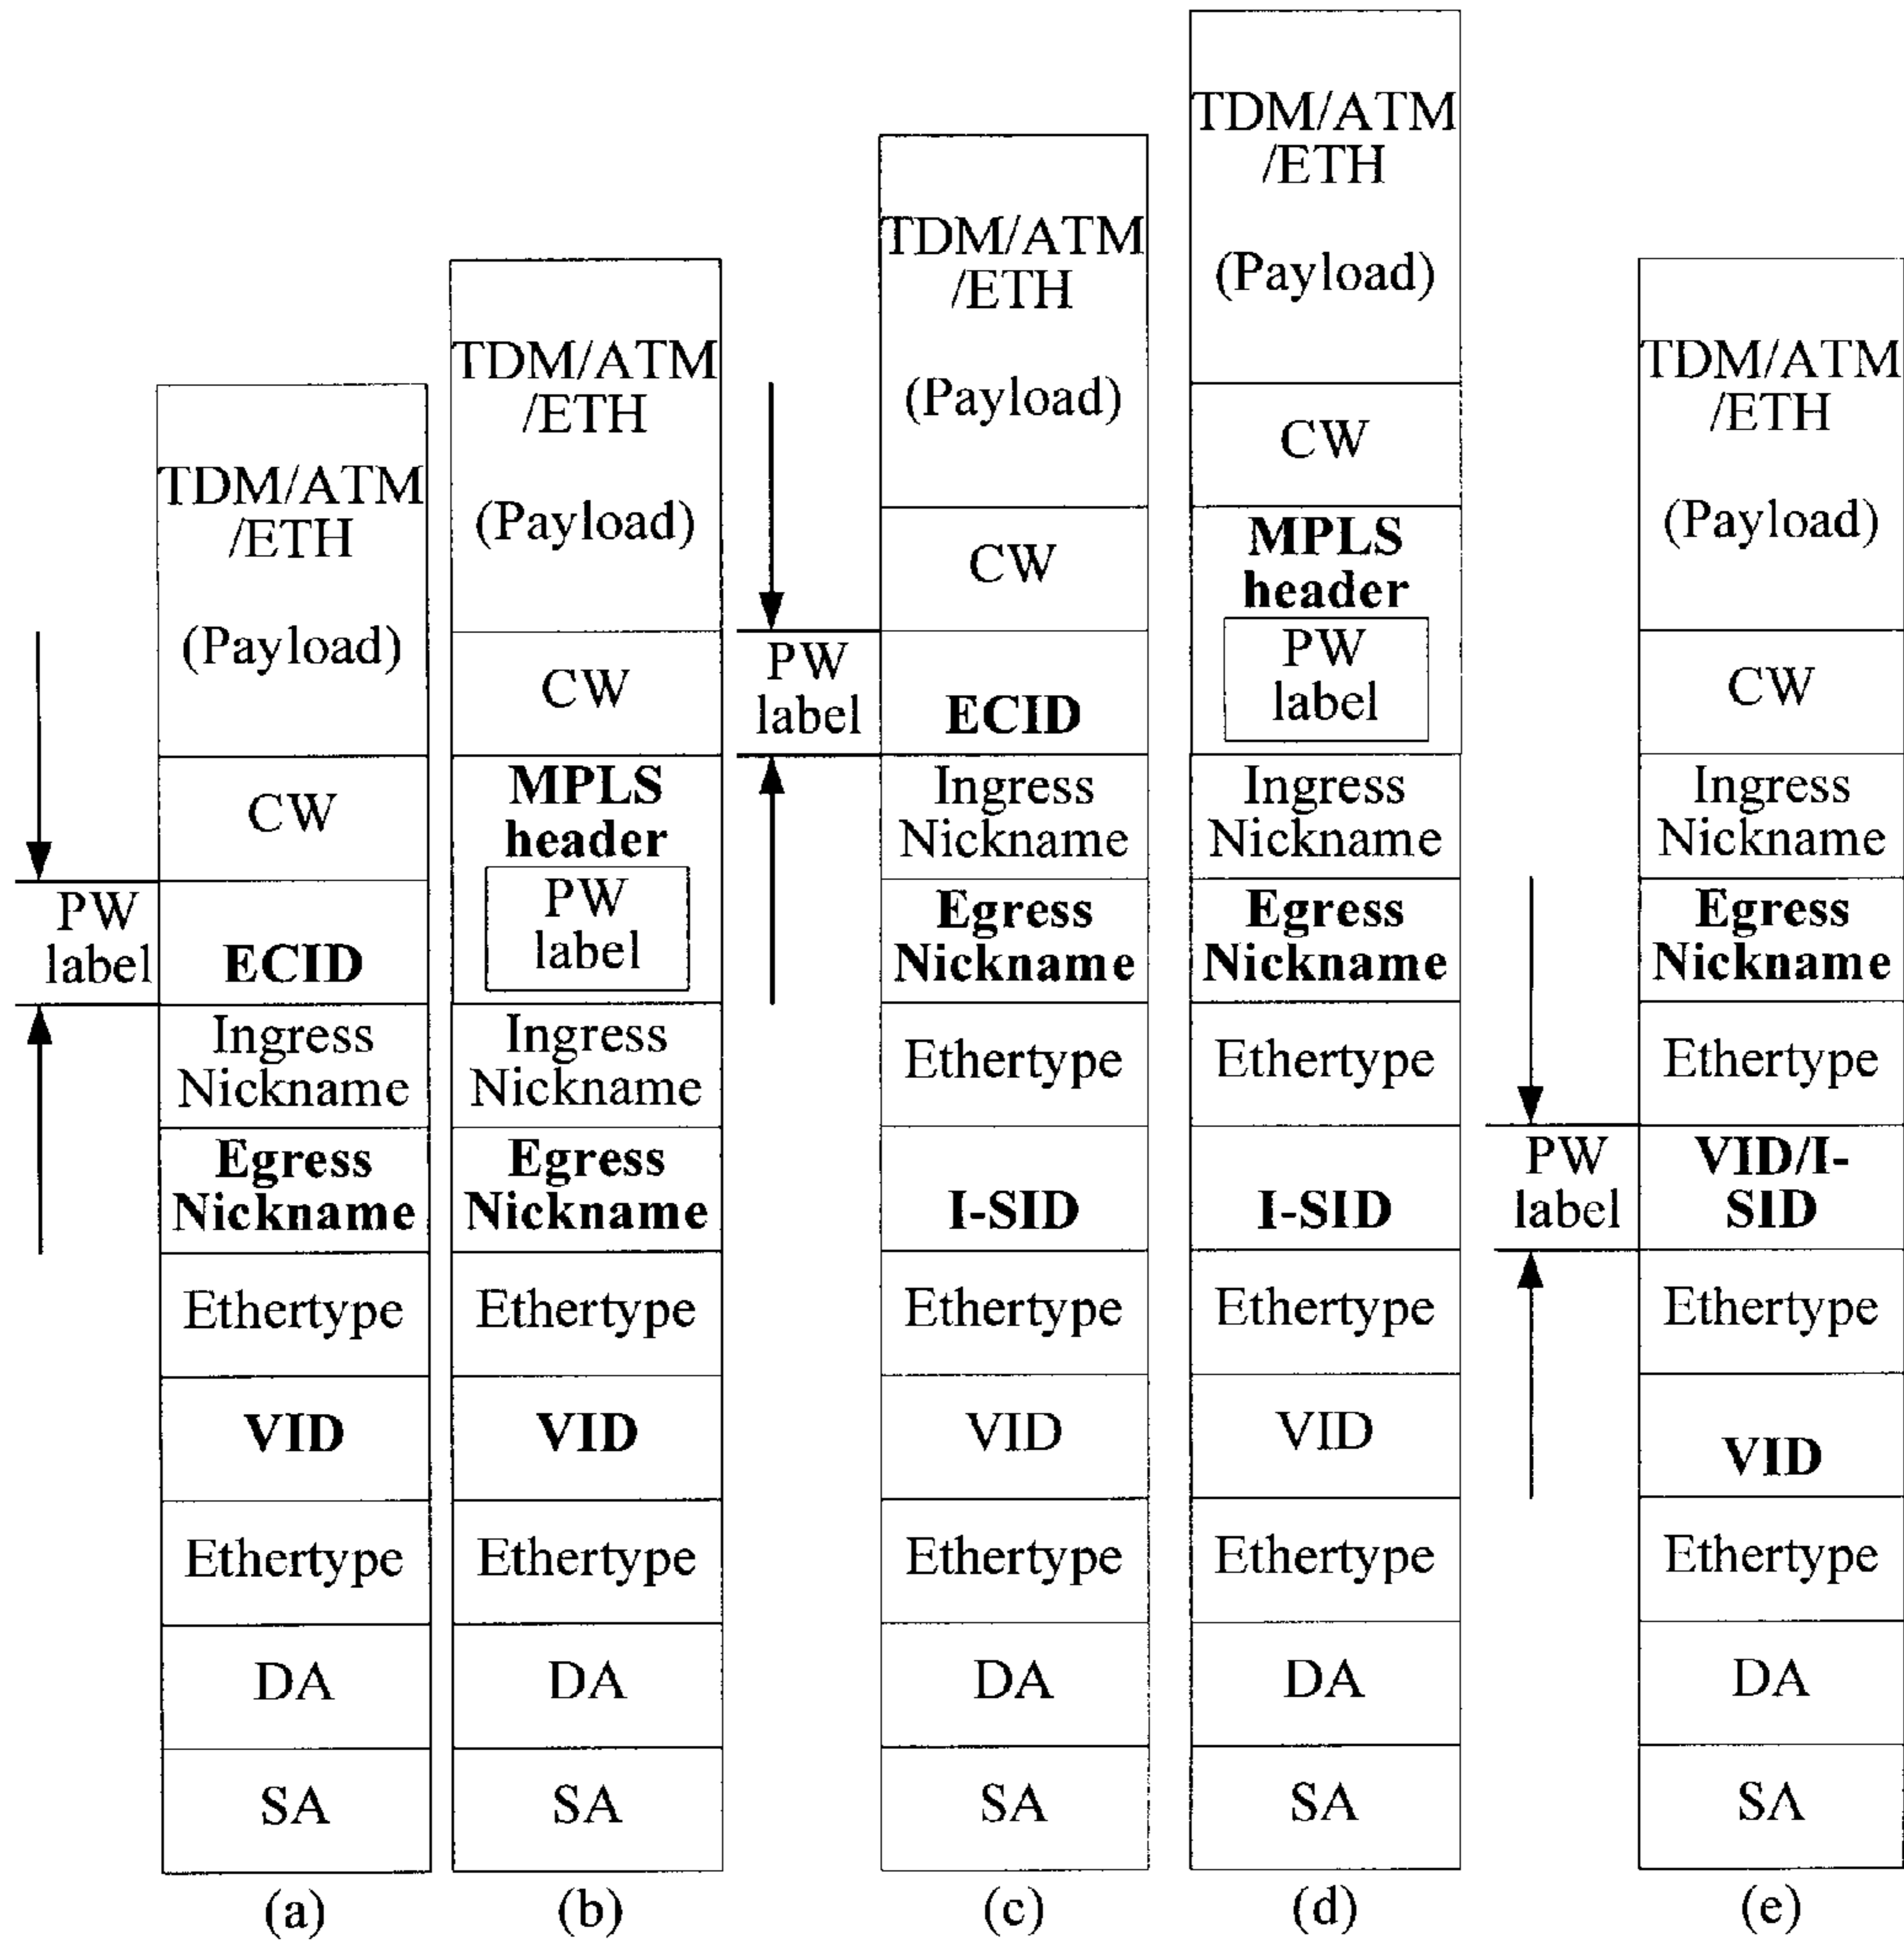 TDM/ATM
/ETH
(Payload)
CW
PW
label
ECID
Ingress
Nickname
Egress
Nickname
Ethertype
VID
Ethertype
DA
SA
(a)
TDM/ATM
/ETH
(Payload)
CW
MPLS
header
PW
label
Ingress
Nickname
Egress
Nickname
Ethertype
VID
Ethertype
DA
SA
(b)
TDM/ATM
/ETH
(Payload)
CW
PW
label
ECID
Ingress
Nickname
Egress
Nickname
Ethertype
I-SID
Ethertype
VID
Ethertype
DA
SA
(c)
TDM/ATM
/ETH
(Payload)
CW
MPLS
header
PW
label
Ingress
Nickname
Egress
Nickname
Ethertype
I-SID
Ethertype
VID
Ethertype
DA
SA
(d)
TDM/ATM
/ETH
(Payload)
CW
Ingress
Nickname
Egress
Nickname
Ethertype
PW
label
VID/I-
SID
Ethertype
VID
Ethertype
DA
SA
(e)